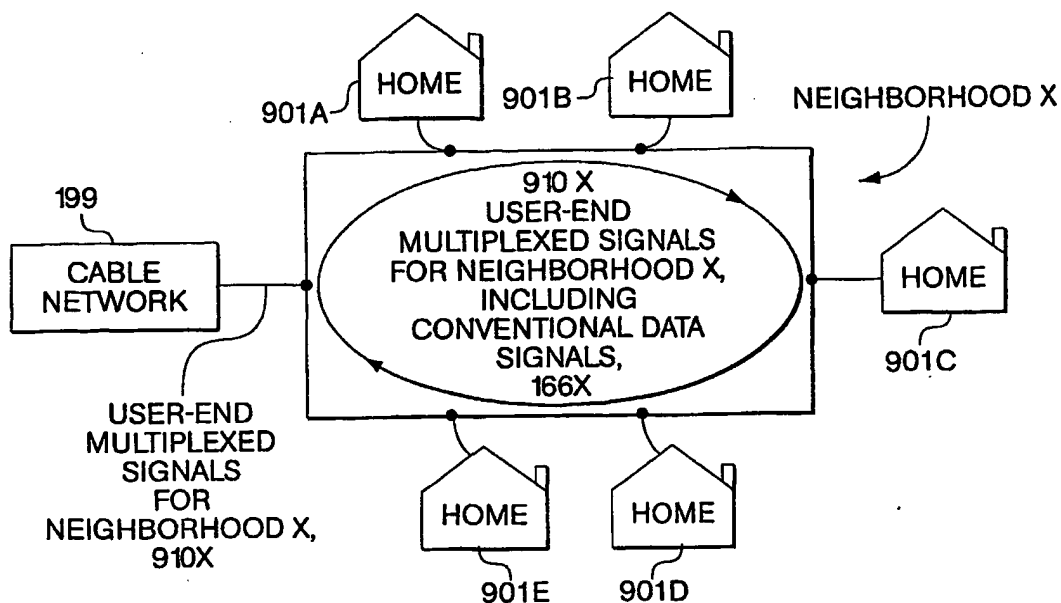 HOME
901A
HOME
901B
NEIGHBORHOOD X
199
CABLE
NETWORK
910 X
USER-END
MULTIPLEXED SIGNALS
FOR NEIGHBORHOOD X,
INCLUDING
CONVENTIONAL DATA
SIGNALS,
166X
HOME
901C
USER-END
MULTIPLEXED
SIGNALS
FOR
NEIGHBORHOOD X,
910X
HOME
901E
HOME
901D